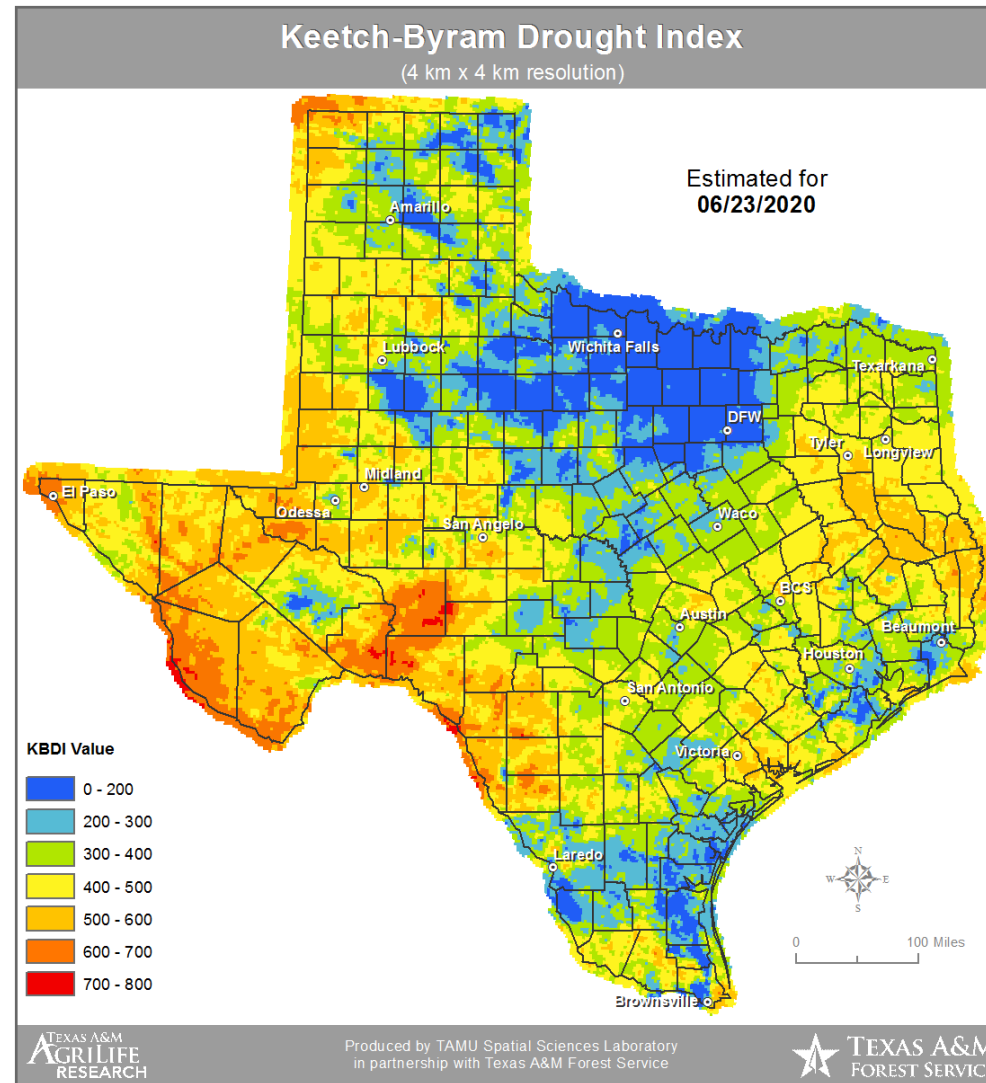 Keetch-Byram Drought Index
(4 km x 4 km resolution)
Estimated for
06/23/2020
Amarillo
Lubbock
Wichita Falls
Texarkana
DFW
Tyler
Longview
El Paso
Midland
Odessa
San Angelo
Waco
BCS
Austin
Beaumont
Houston
San Antonio
Victoria
Laredo
Brownsville
KBDI Value
0 - 200
200 - 300
300 - 400
400 - 500
500 - 600
600 - 700
700 - 800
N
W E
S
0 100 Miles
TEXAS A&M
AGRILIFE
RESEARCH
Produced by TAMU Spatial Sciences Laboratory
in partnership with Texas A&M Forest Service
TEXAS A&M
FOREST SERVICE